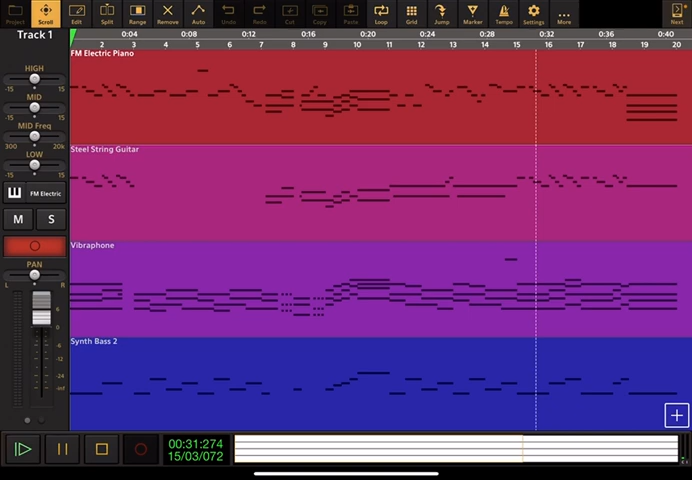 Project Scroll Edit Split Range Remove Auto Undo Redo Cut Copy Paste Loop Grid Jump Marker Tempo Settings More Next
Track 1
0:04 0:08 0:12 0:16 0:20 0:24 0:28 0:32 0:36 0:40
2 3 4 5 6 7 8 9 10 11 12 13 14 15 16 17 18 19 20
FM Electric Piano
HIGH
-15 15
MID
-15 15
MID Freq
300 20k
LOW
-15 15
FM Electric
M S
PAN
L R
6
0
-6
-12
-24
-inf
Steel String Guitar
Vibraphone
Synth Bass 2
00:31:274
15/03/072